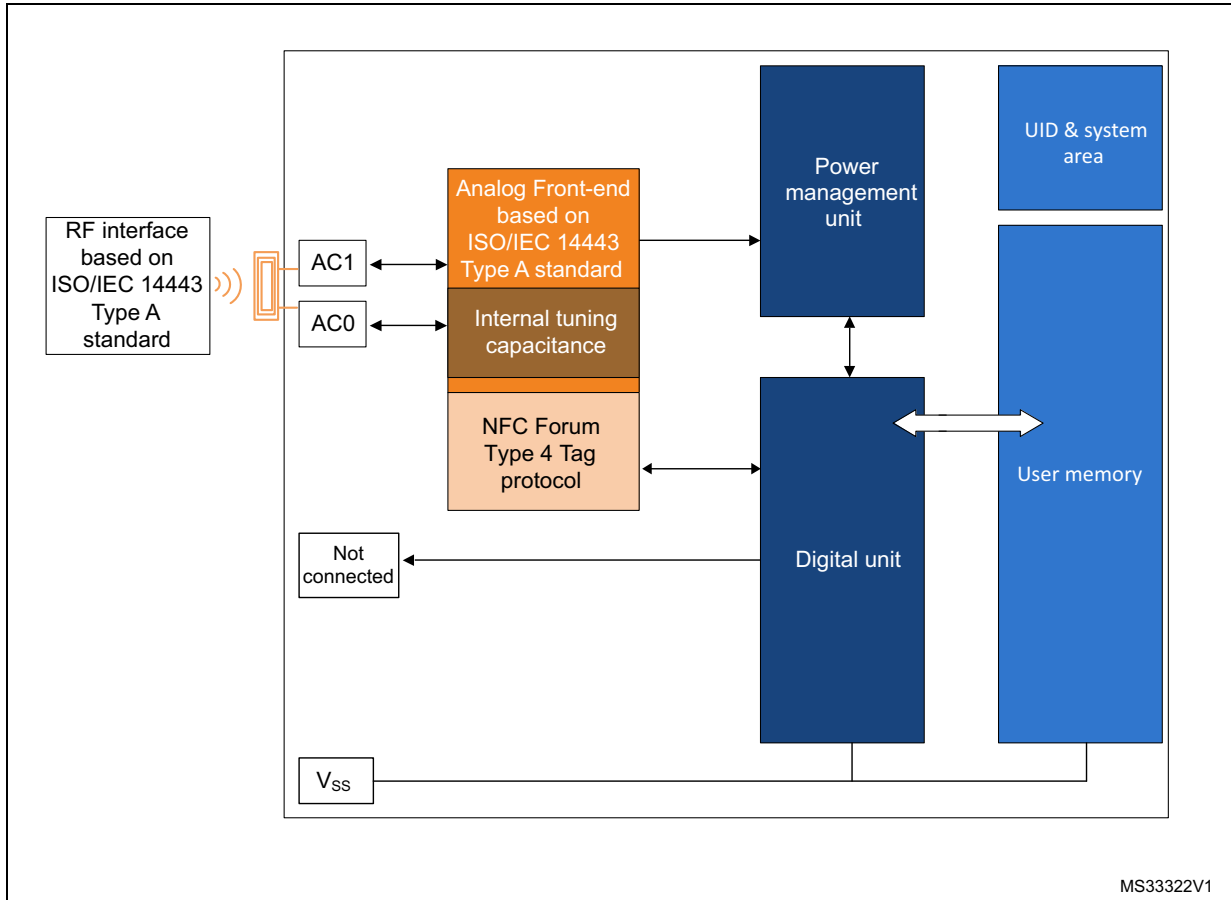 RF interface
based on
ISO/IEC 14443
Type A
standard
AC1
AC0
Analog Front-end
based on
ISO/IEC 14443
Type A standard
Internal tuning
capacitance
NFC Forum
Type 4 Tag
protocol
Not
connected
VSS
Power
management
unit
Digital unit
UID & system
area
User memory
MS33322V1